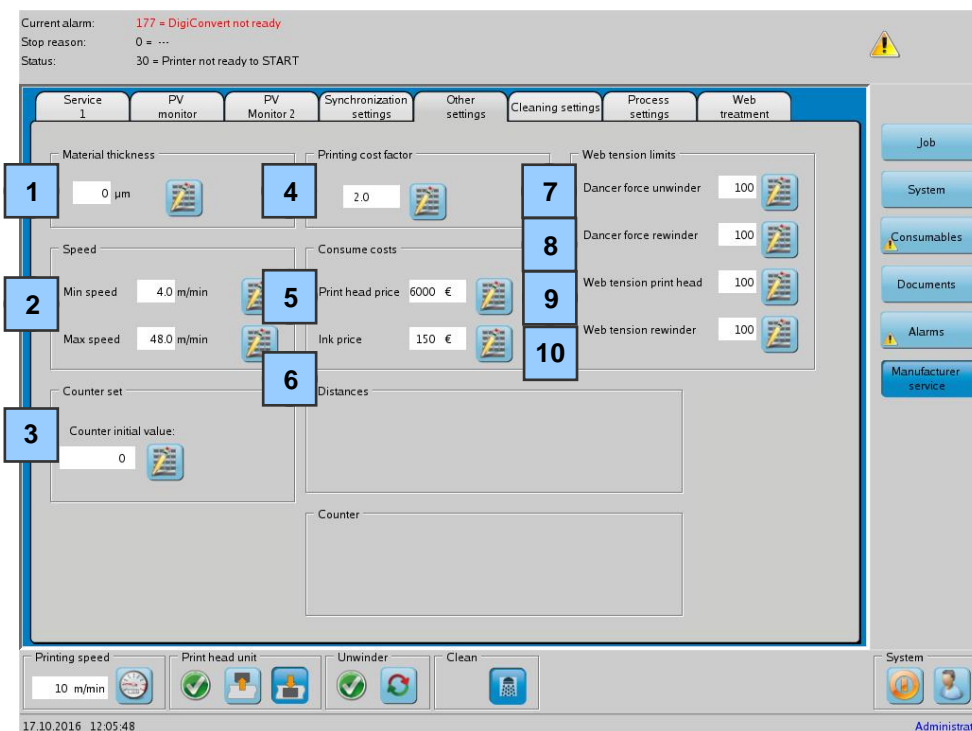 Current alarm: 177 = DigiConvert not ready
Stop reason: 0 = ---
Status: 30 = Printer not ready to START
Service 1
PV monitor
PV Monitor 2
Synchronization settings
Other settings
Cleaning settings
Process settings
Web treatment
Job
System
Consumables
Documents
Alarms
Manufacturer service
Material thickness
1
0 µm
Printing cost factor
4
2.0
Web tension limits
7
Dancer force unwinder 100
8
Dancer force rewinder 100
9
Web tension print head 100
10
Web tension rewinder 100
Speed
2
Min speed 4.0 m/min
Max speed 48.0 m/min
Consume costs
5
Print head price 6000 €
6
Ink price 150 €
Counter set
3
Counter initial value:
0
Distances
Counter
Printing speed
10 m/min
Print head unit
Unwinder
Clean
System
17.10.2016 12:05:48
Administrat